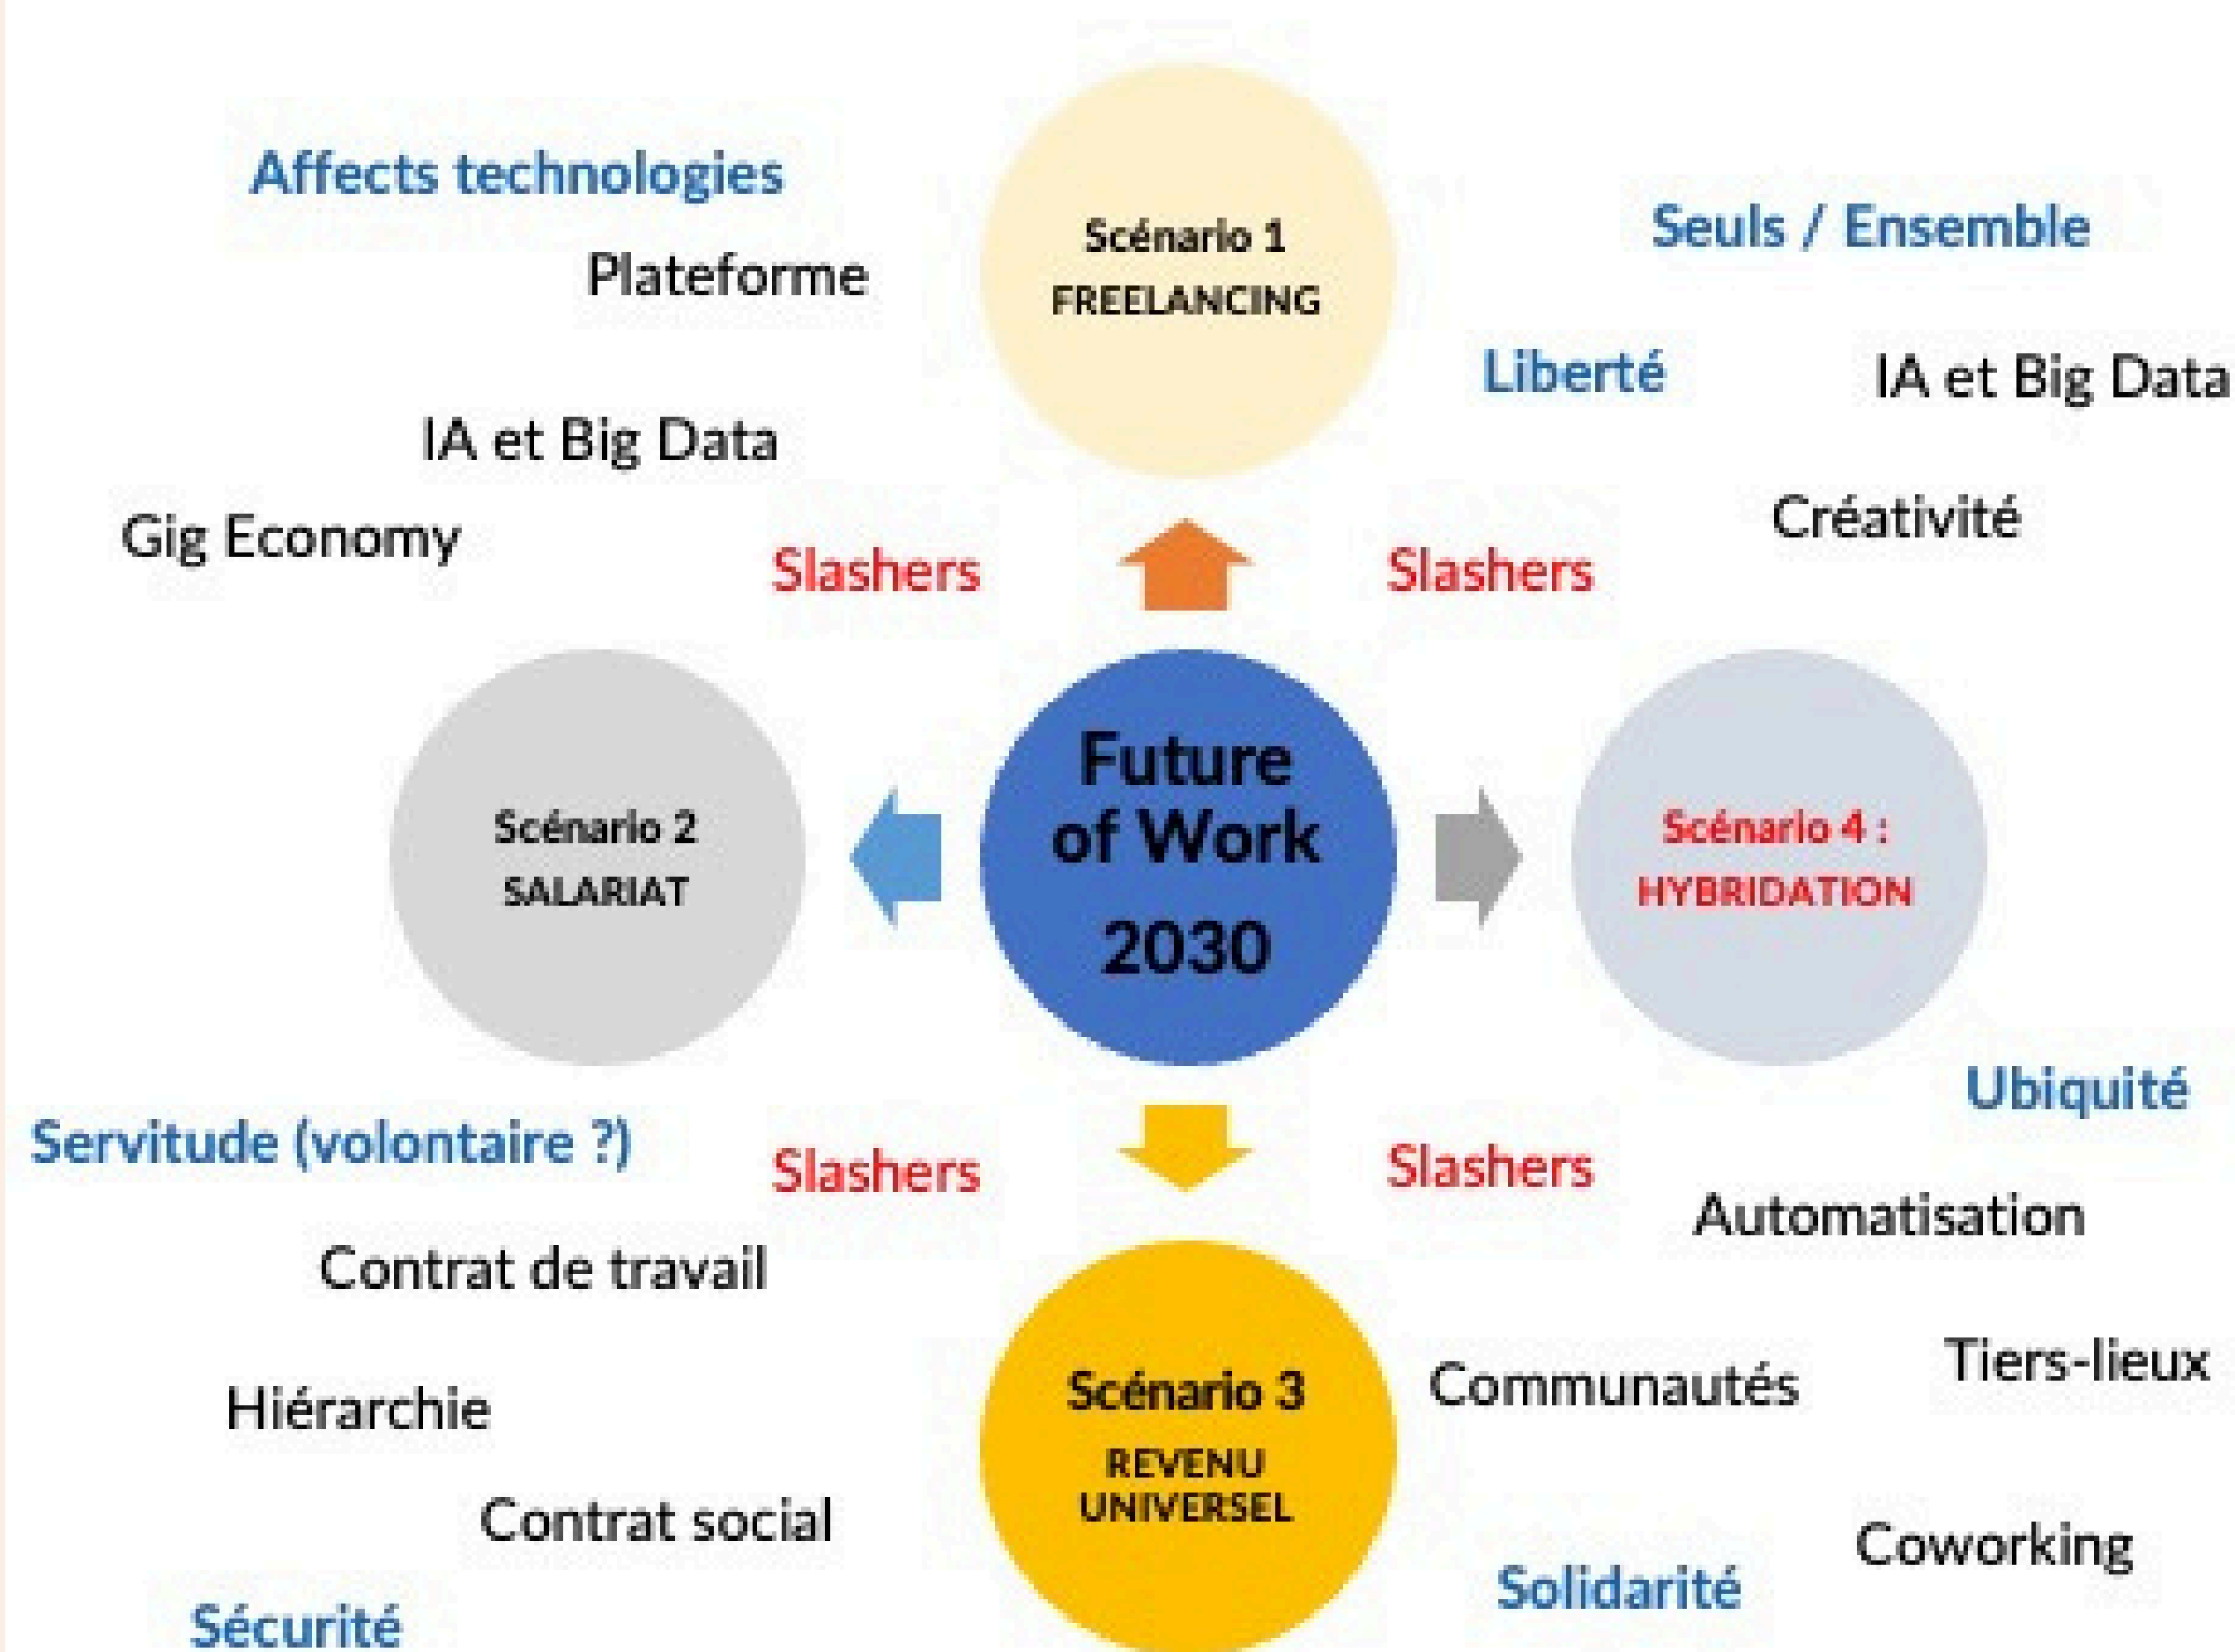 Affects technologies
Plateforme
IA et Big Data
Gig Economy
Slashers
Scénario 1
FREELANCING
Seuls / Ensemble
Liberté
IA et Big Data
Créativité
Slashers
Scénario 2
SALARIAT
Future
of Work
2030
Scénario 4 :
HYBRIDATION
Servitude (volontaire ?)
Slashers
Contrat de travail
Hiérarchie
Contrat social
Sécurité
Scénario 3
REVENU
UNIVERSEL
Slashers
Ubiquité
Automatisation
Tiers-lieux
Communautés
Coworking
Solidarité